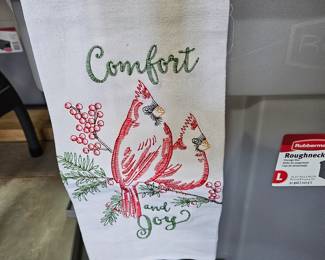 Comfort
and
Joy
Rubbermaid
Roughneck
L